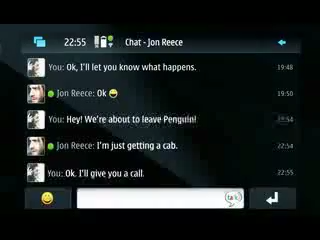 22:55 Chat - Jon Reece
You: Ok, I'll let you know what happens. 19:48
Jon Reece: Ok 19:50
You: Hey! We're about to leave Penguin! 22:54
Jon Reece: I'm just getting a cab. 22:54
You: Ok. I'll give you a call. 22:55
talk